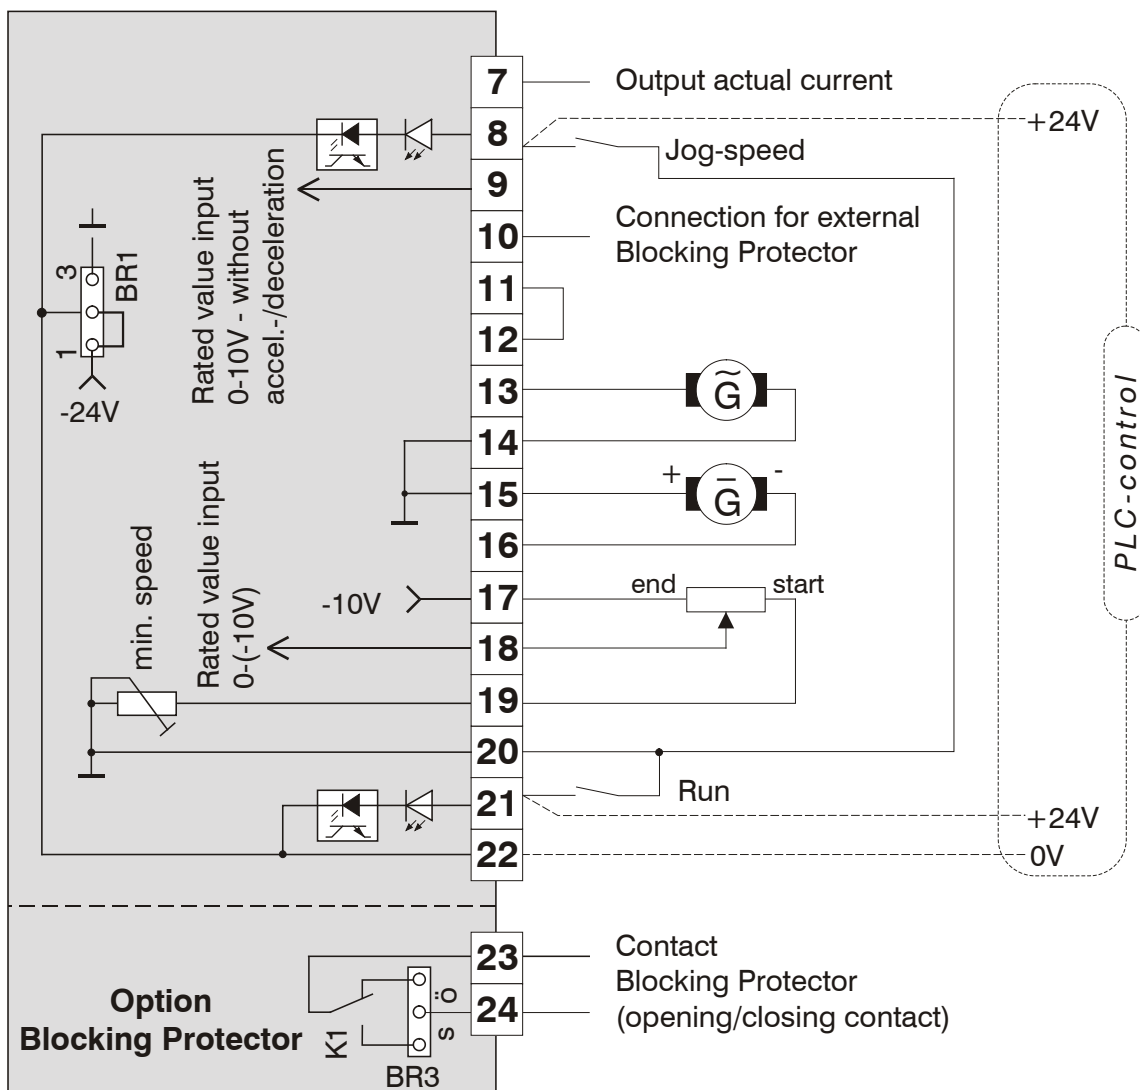 7
Output actual current
8
+24V
Jog-speed
9
Rated value input
0-10V - without
accel.-/deceleration
10
Connection for external
Blocking Protector
3
BR1
1
-24V
11
12
13
G
14
15
+
-
G
16
PLC-control
min. speed
Rated value input
0-(-10V)
-10V
17
end
start
18
19
20
21
Run
+24V
22
0V
23
Contact
Blocking Protector
(opening/closing contact)
24
Option
Blocking Protector
K1
ö
s
BR3